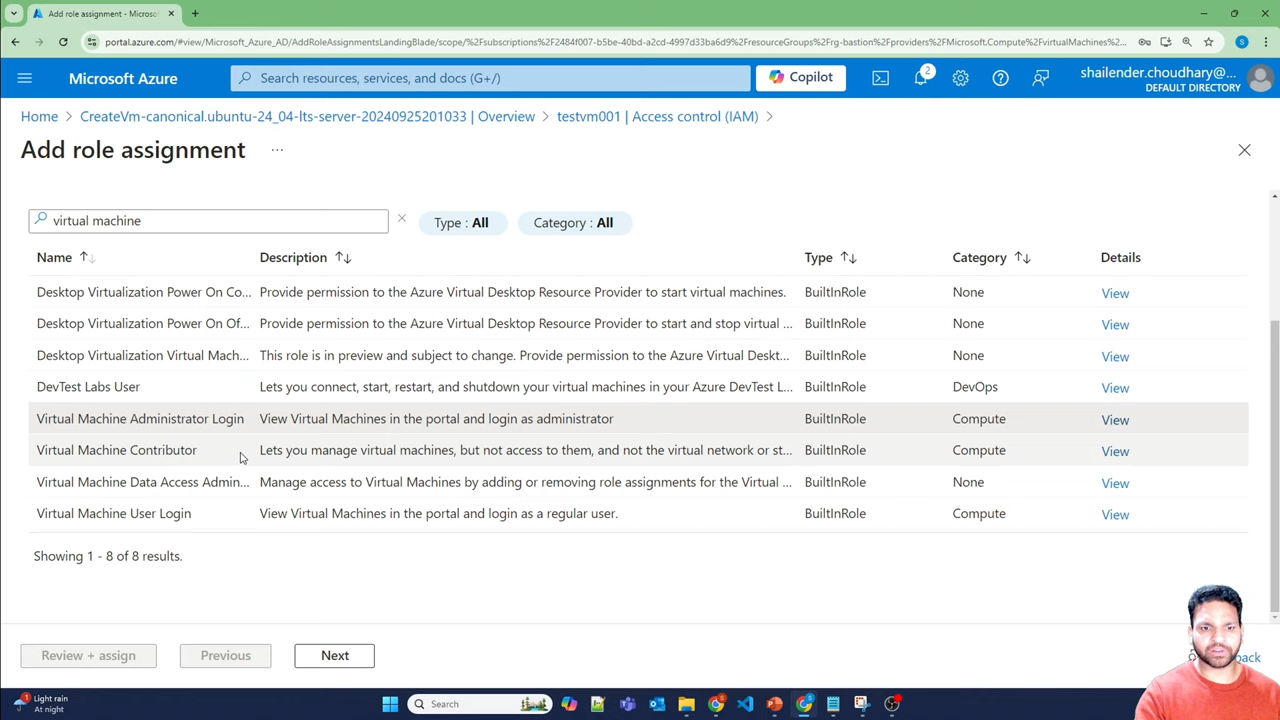 Add role assignment - Microsof
portal.azure.com/#view/Microsoft_Azure_AD/AddRoleAssignmentsLandingBlade/scope/%2Fsubscriptions%2F2484f007-b5be-40bd-a2cd-4997d33ba6d9%2FresourceGroups%2Frg-bastion%2Fproviders%2FMicrosoft.Compute%2FvirtualMachines%2...
S
Microsoft Azure
Search resources, services, and docs (G+/)
Copilot
2
shailender.choudhary@...
DEFAULT DIRECTORY
Home > CreateVm-canonical.ubuntu-24_04-lts-server-20240925201033 | Overview > testvm001 | Access control (IAM) >
Add role assignment ...
virtual machine
Type : All
Category : All
Name Description Type Category Details
Desktop Virtualization Power On Co... Provide permission to the Azure Virtual Desktop Resource Provider to start virtual machines. BuiltInRole None View
Desktop Virtualization Power On Of... Provide permission to the Azure Virtual Desktop Resource Provider to start and stop virtual ... BuiltInRole None View
Desktop Virtualization Virtual Mach... This role is in preview and subject to change. Provide permission to the Azure Virtual Deskt... BuiltInRole None View
DevTest Labs User Lets you connect, start, restart, and shutdown your virtual machines in your Azure DevTest L... BuiltInRole DevOps View
Virtual Machine Administrator Login View Virtual Machines in the portal and login as administrator BuiltInRole Compute View
Virtual Machine Contributor Lets you manage virtual machines, but not access to them, and not the virtual network or st... BuiltInRole Compute View
Virtual Machine Data Access Admin... Manage access to Virtual Machines by adding or removing role assignments for the Virtual ... BuiltInRole None View
Virtual Machine User Login View Virtual Machines in the portal and login as a regular user. BuiltInRole Compute View
Showing 1 - 8 of 8 results.
Review + assign
Previous
Next
1
Light rain
At night
Search